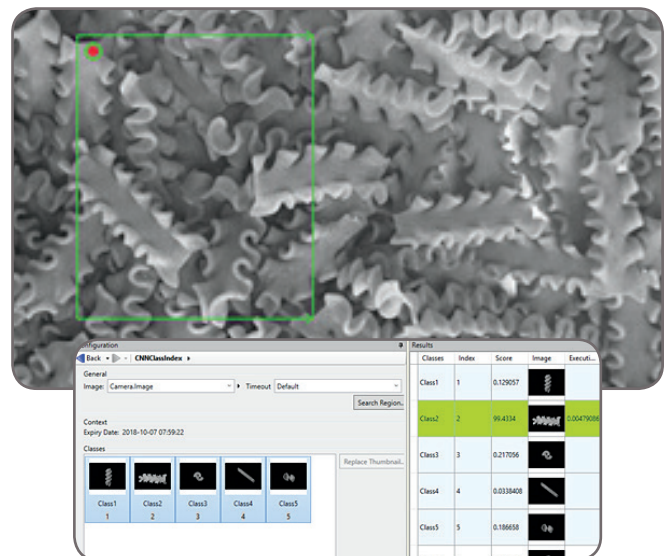 Configuration
Results
Back CNNClassIndex
General
Image: Camera.Image Timeout Default
Search Region..
Context
Expiry Date: 2018-10-07 07:59:22
Classes
Replace Thumbnail..
Class1 Class2 Class3 Class4 Class5
1 2 3 4 5
Classes Index Score Image Executi...
Class1 1 0.129057
Class2 2 99.4334 0.00479086
Class3 3 0.217056
Class4 4 0.0338408
Class5 5 0.186658